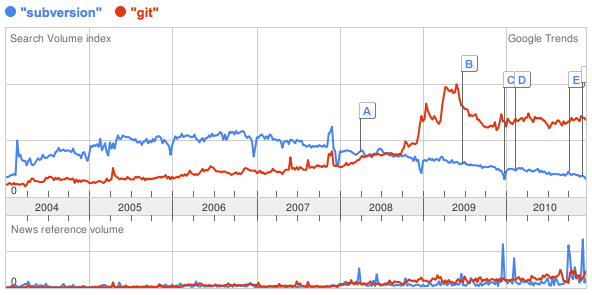 "subversion" "git"
Search Volume index Google Trends
A
B
C D
E
0
2004 2005 2006 2007 2008 2009 2010
News reference volume
0